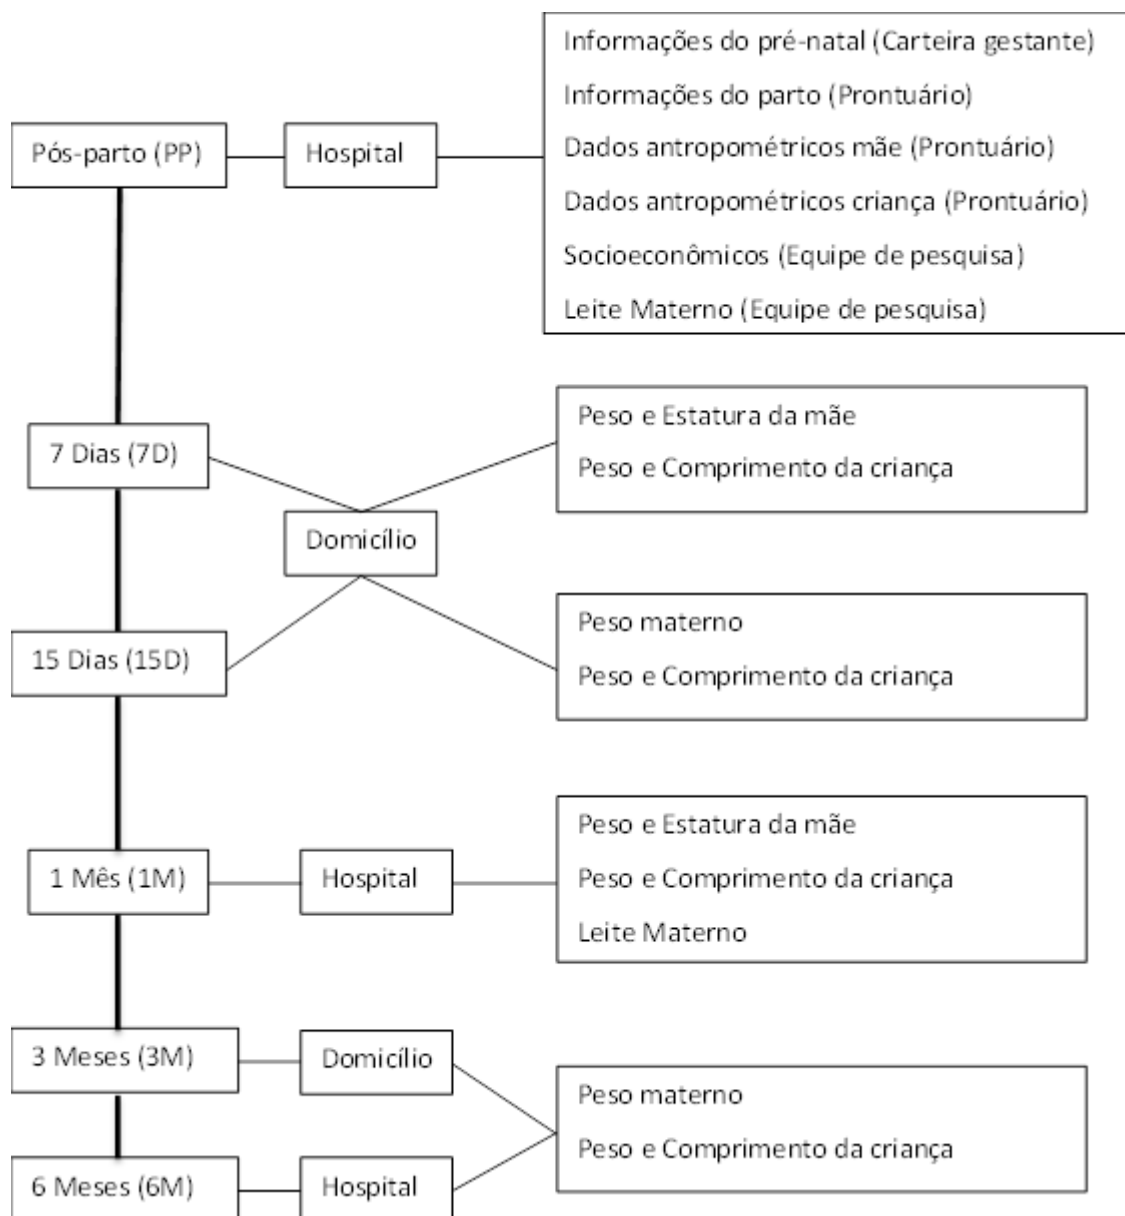 Informações do pré-natal (Carteira gestante)
Informações do parto (Prontuário)
Pós-parto (PP)
Hospital
Dados antropométricos mãe (Prontuário)
Dados antropométricos criança (Prontuário)
Socioeconômicos (Equipe de pesquisa)
Leite Materno (Equipe de pesquisa)
7 Dias (7D)
Peso e Estatura da mãe
Peso e Comprimento da criança
Domicílio
15 Dias (15D)
Peso materno
Peso e Comprimento da criança
1 Mês (1M)
Hospital
Peso e Estatura da mãe
Peso e Comprimento da criança
Leite Materno
3 Meses (3M)
Domicílio
Peso materno
Peso e Comprimento da criança
6 Meses (6M)
Hospital